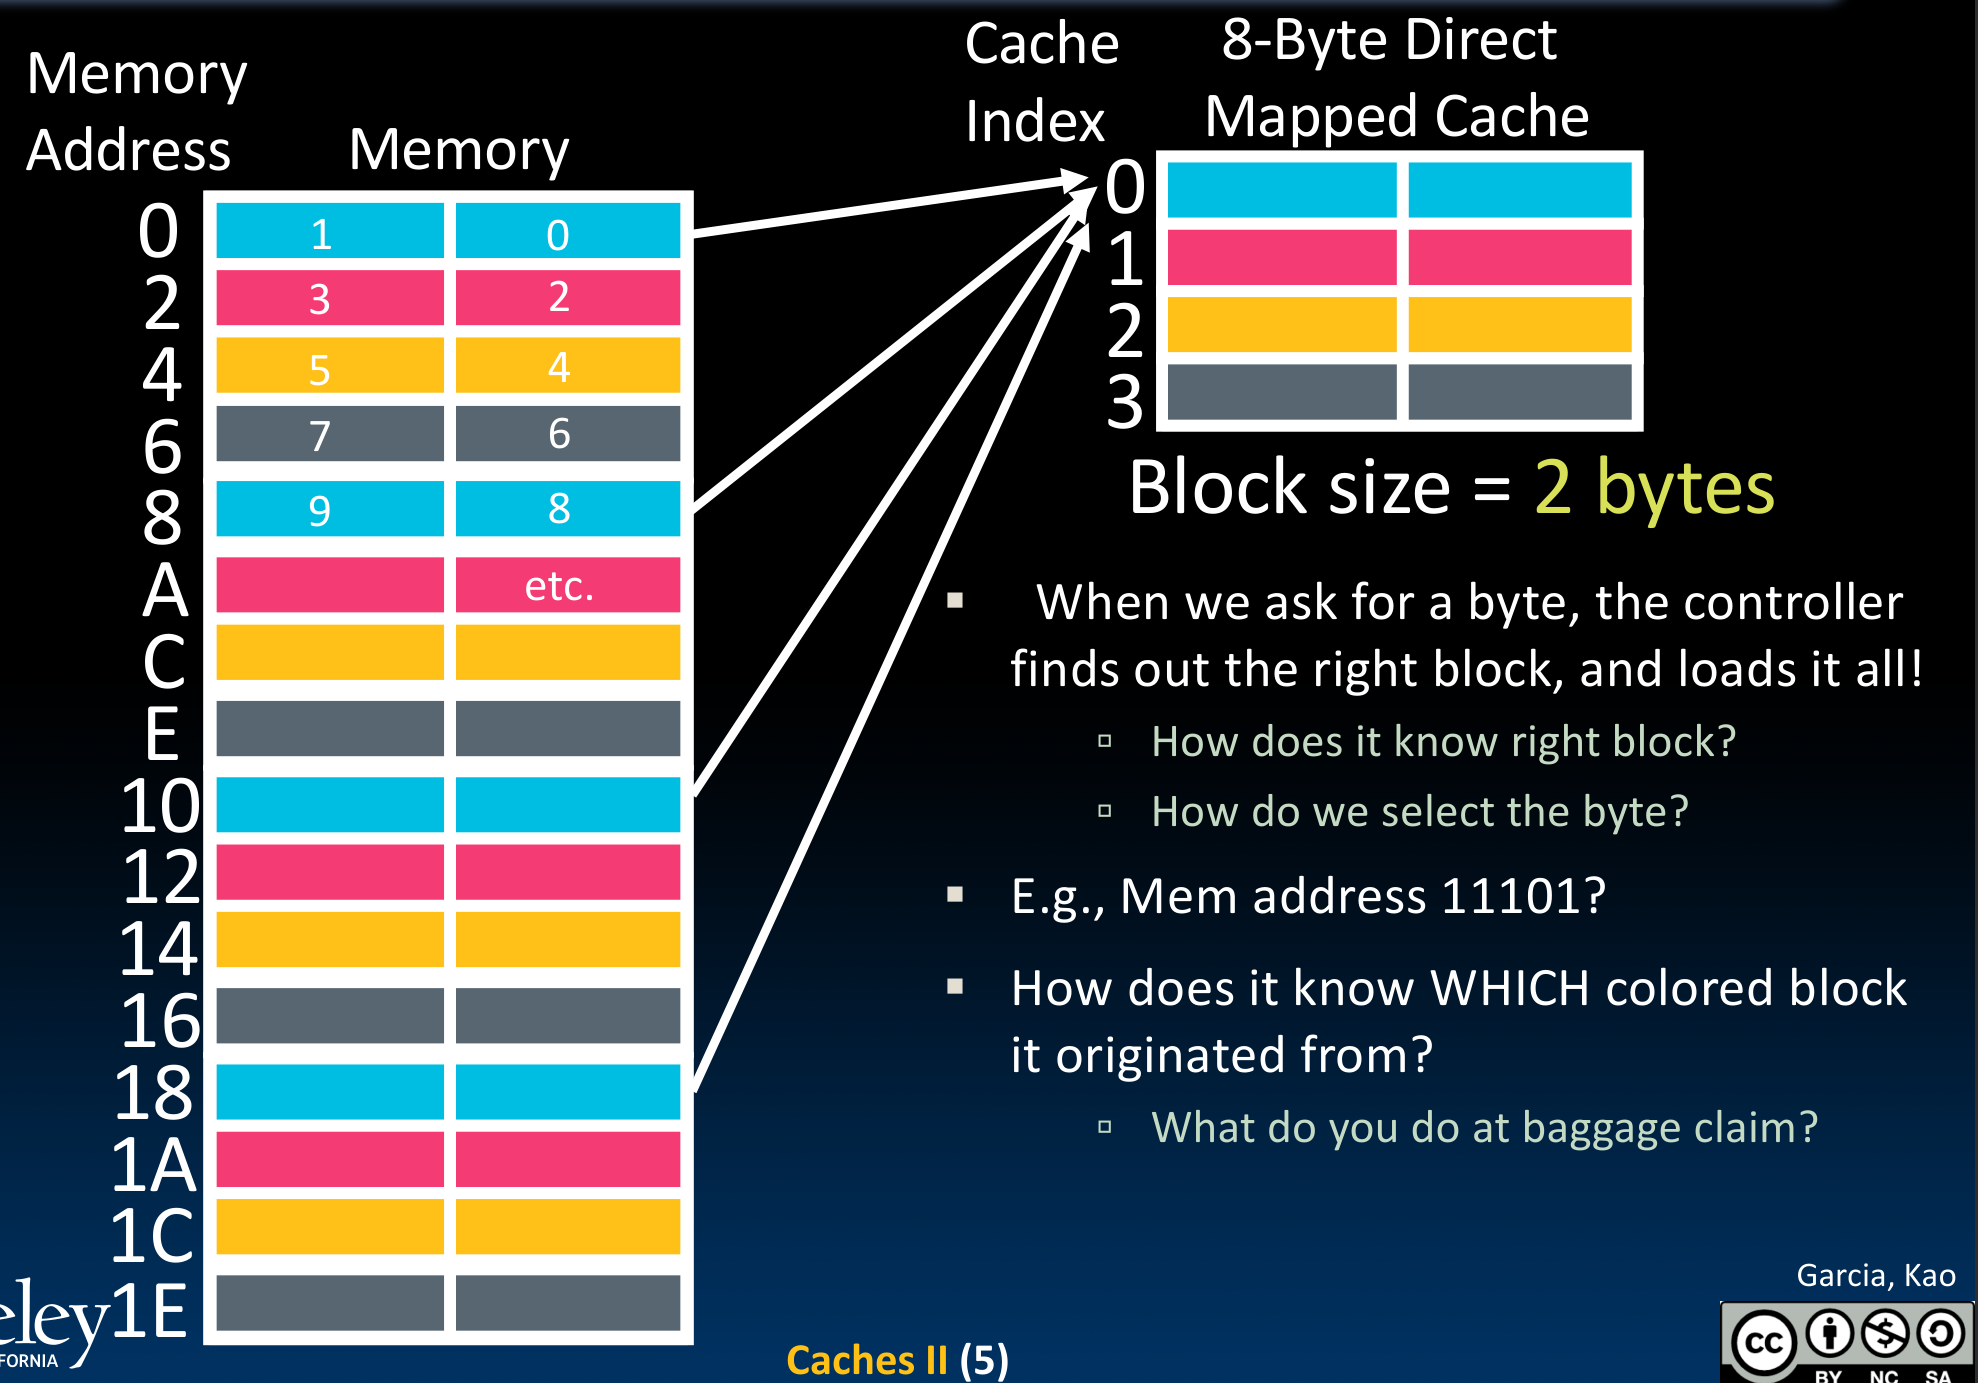 Memory
Address
Memory
0
1 0
2
3 2
4
5 4
6
7 6
8
9 8
A
etc.
C
E
10
12
14
16
18
1A
1C
1E
Cache
Index
8-Byte Direct
Mapped Cache
0
1
2
3
Block size = 2 bytes
When we ask for a byte, the controller
finds out the right block, and loads it all!
How does it know right block?
How do we select the byte?
E.g., Mem address 11101?
How does it know WHICH colored block
it originated from?
What do you do at baggage claim?
eley
FORNIA
Caches II (5)
Garcia, Kao
cc
BY NC SA